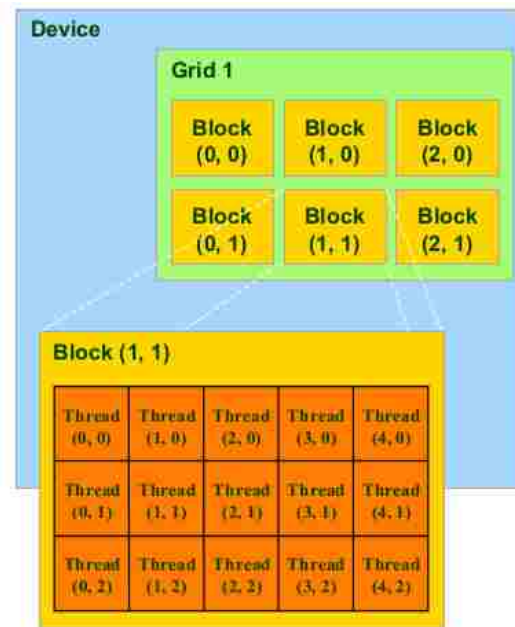 Device
Grid 1
Block Block Block
(0, 0) (1, 0) (2, 0)
Block Block Block
(0, 1) (1, 1) (2, 1)
Block (1, 1)
Thread Thread Thread Thread Thread
(0, 0) (1, 0) (2, 0) (3, 0) (4, 0)
Thread Thread Thread Thread Thread
(0, 1) (1, 1) (2, 1) (3, 1) (4, 1)
Thread Thread Thread Thread Thread
(0, 2) (1, 2) (2, 2) (3, 2) (4, 2)